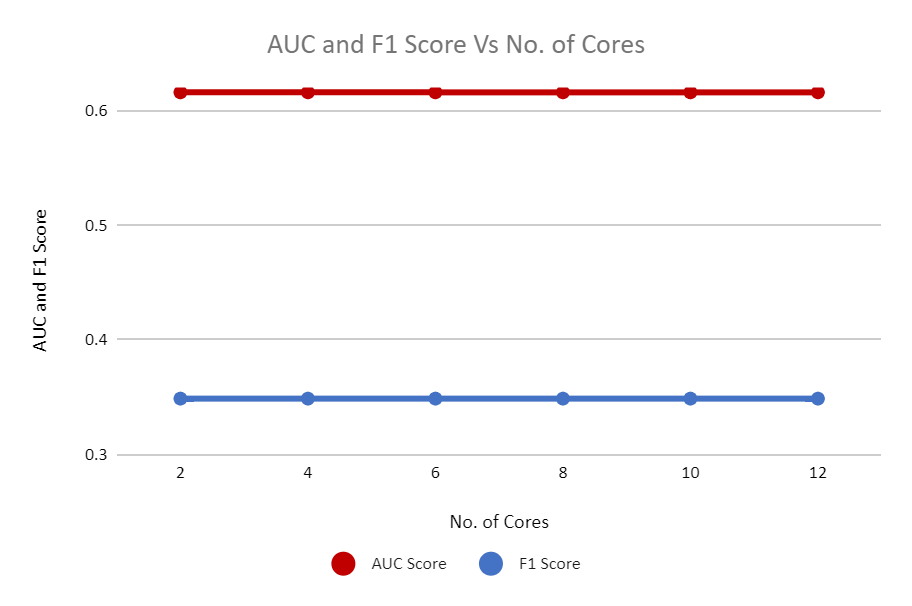 AUC and F1 Score Vs No. of Cores
0.6
0.5
0.4
0.3
AUC and F1 Score
2 4 6 8 10 12
No. of Cores
AUC Score F1 Score